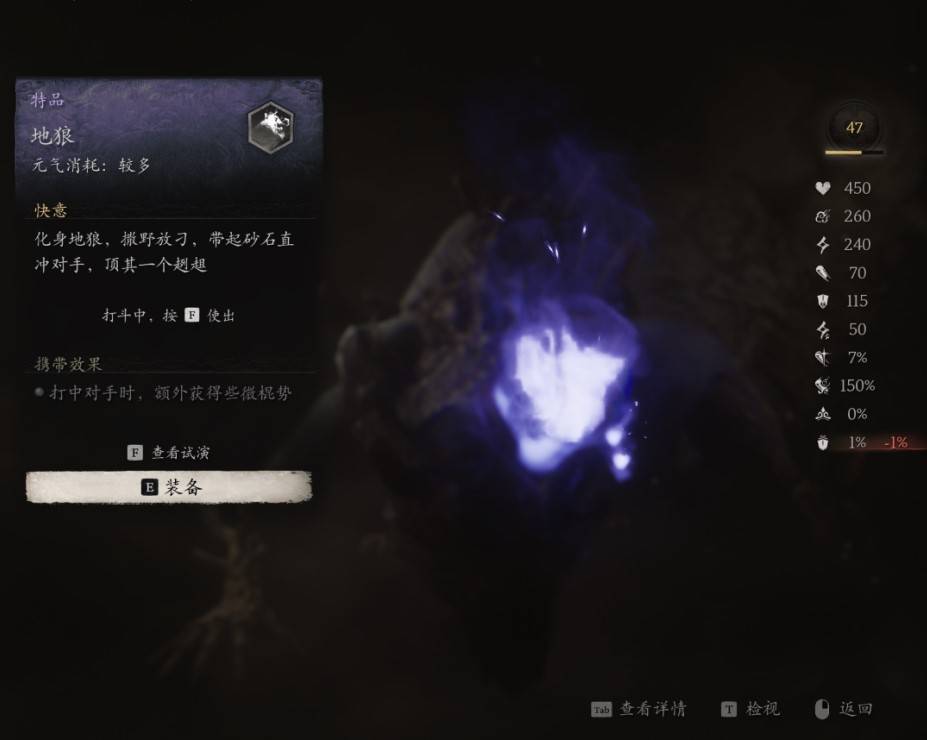 特品
地狼
元气消耗：较多
快意
化身地狼，撒野放刁，带起砂石直
冲对手，顶其一个趔趄
打斗中，按 F 使出
携带效果
打中对手时，额外获得些微棍势
F 查看试演
E 装备
47
450
260
240
70
115
50
7%
150%
0%
1% -1%
Tab 查看详情 T 检视 返回